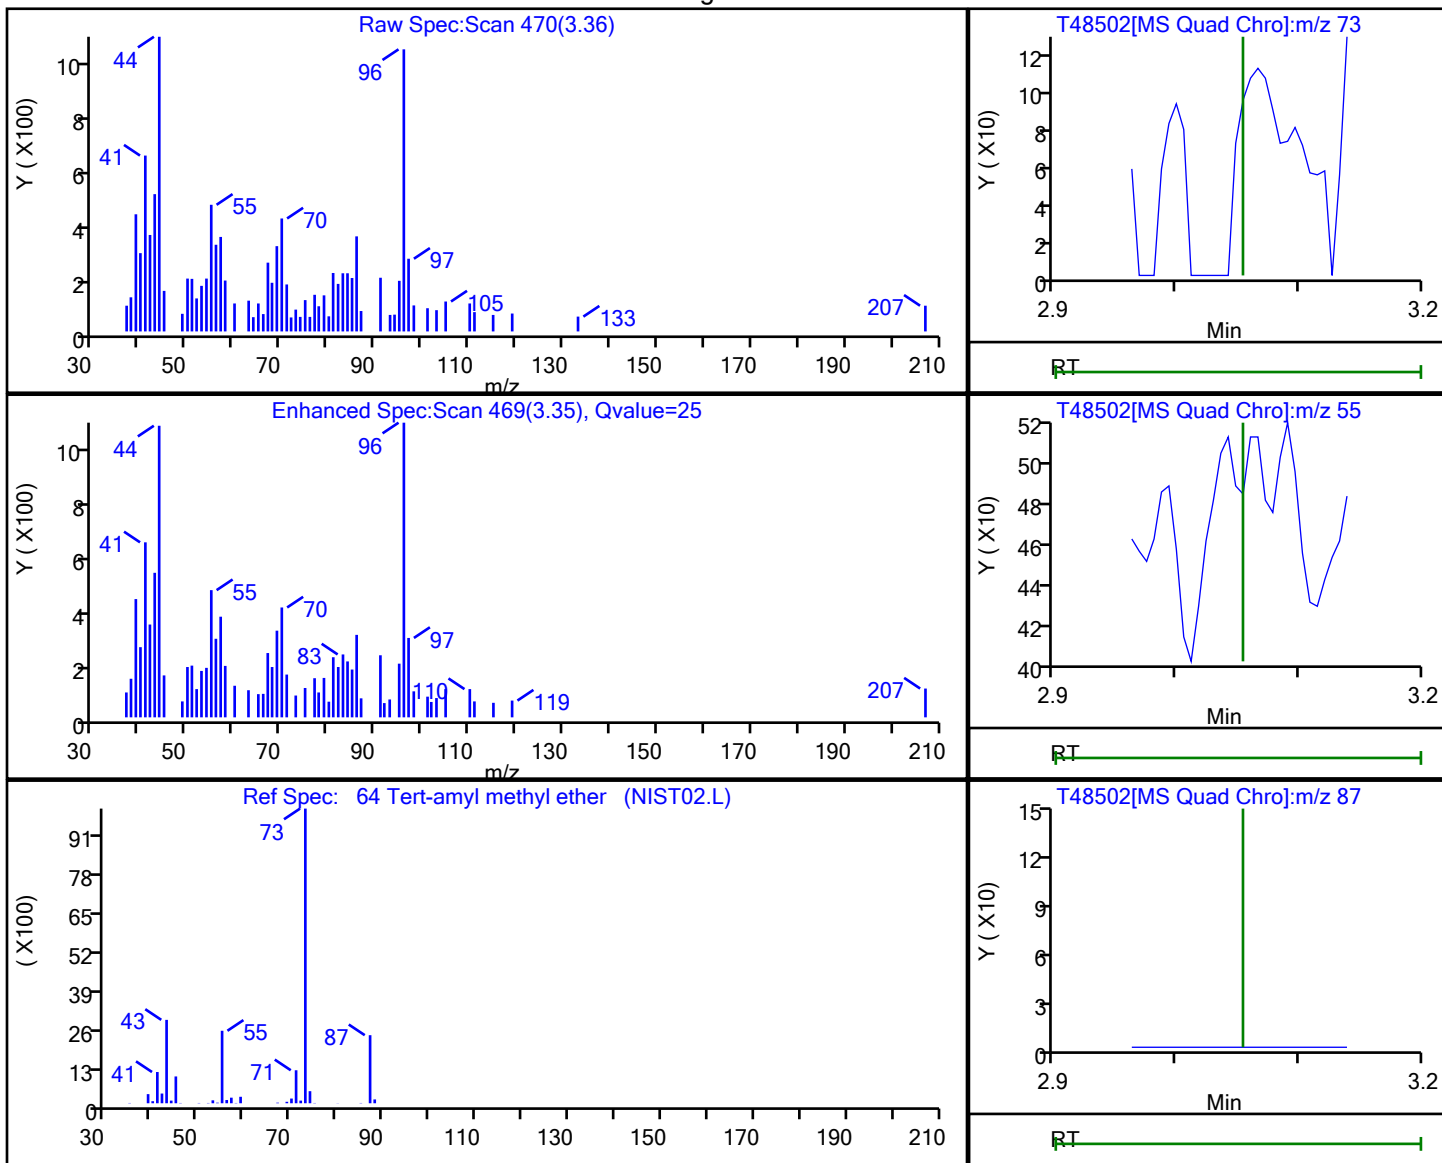 Raw Spec:Scan 470(3.36)
10
8
6
4
2
0
Y ( X100)
44
41
55
70
96
97
105
133
207
30 50 70 90 110 130 150 170 190 210
m/z
T48502[MS Quad Chro]:m/z 73
12
10
8
6
4
2
0
Y ( X10)
2.9 3.2
Min
RT
Enhanced Spec:Scan 469(3.35), Qvalue=25
10
8
6
4
2
0
Y ( X100)
44
41
55
70
83
96
97
110
119
207
30 50 70 90 110 130 150 170 190 210
m/z
T48502[MS Quad Chro]:m/z 55
52
50
48
46
44
42
40
Y ( X10)
2.9 3.2
Min
RT
Ref Spec: 64 Tert-amyl methyl ether (NIST02.L)
91
78
65
52
39
26
13
0
( X100)
73
43
41
55
71
87
30 50 70 90 110 130 150 170 190 210
T48502[MS Quad Chro]:m/z 87
15
12
9
6
3
0
Y ( X10)
2.9 3.2
Min
RT